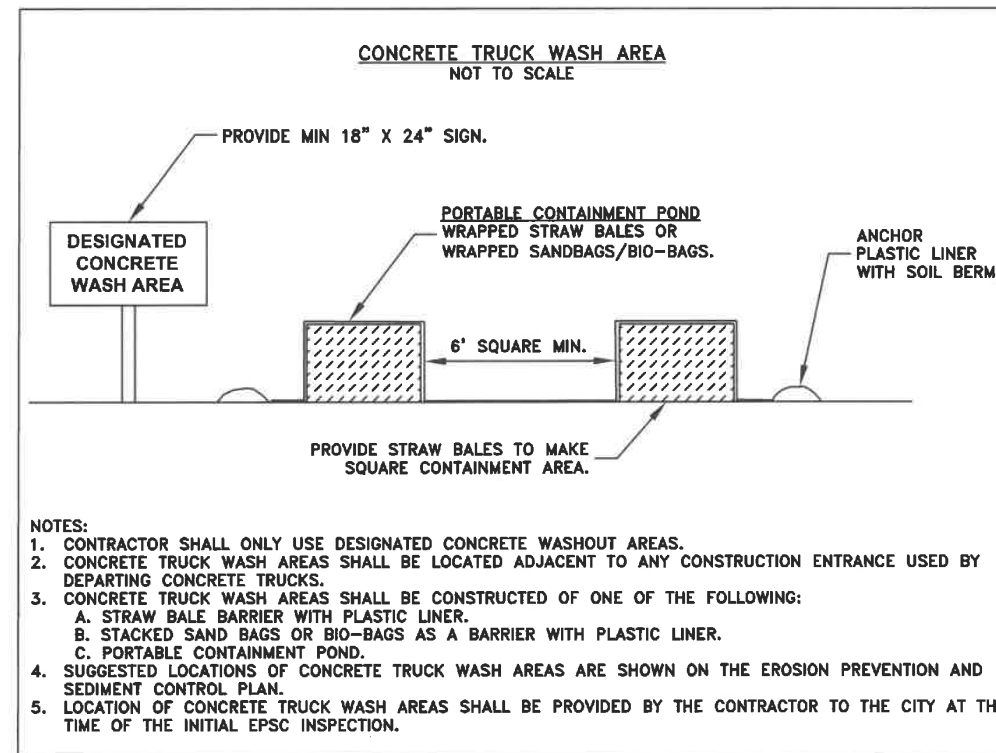 CONCRETE TRUCK WASH AREA
NOT TO SCALE
PROVIDE MIN 18" X 24" SIGN.
DESIGNATED
CONCRETE
WASH AREA
PORTABLE CONTAINMENT POND
WRAPPED STRAW BALES OR
WRAPPED SANDBAGS/BIO-BAGS.
ANCHOR
PLASTIC LINER
WITH SOIL BERM
6' SQUARE MIN.
PROVIDE STRAW BALES TO MAKE
SQUARE CONTAINMENT AREA.
NOTES:
1. CONTRACTOR SHALL ONLY USE DESIGNATED CONCRETE WASHOUT AREAS.
2. CONCRETE TRUCK WASH AREAS SHALL BE LOCATED ADJACENT TO ANY CONSTRUCTION ENTRANCE USED BY
DEPARTING CONCRETE TRUCKS.
3. CONCRETE TRUCK WASH AREAS SHALL BE CONSTRUCTED OF ONE OF THE FOLLOWING:
A. STRAW BALE BARRIER WITH PLASTIC LINER.
B. STACKED SAND BAGS OR BIO-BAGS AS A BARRIER WITH PLASTIC LINER.
C. PORTABLE CONTAINMENT POND.
4. SUGGESTED LOCATIONS OF CONCRETE TRUCK WASH AREAS ARE SHOWN ON THE EROSION PREVENTION AND
SEDIMENT CONTROL PLAN.
5. LOCATION OF CONCRETE TRUCK WASH AREAS SHALL BE PROVIDED BY THE CONTRACTOR TO THE CITY AT TH
TIME OF THE INITIAL EPSC INSPECTION.